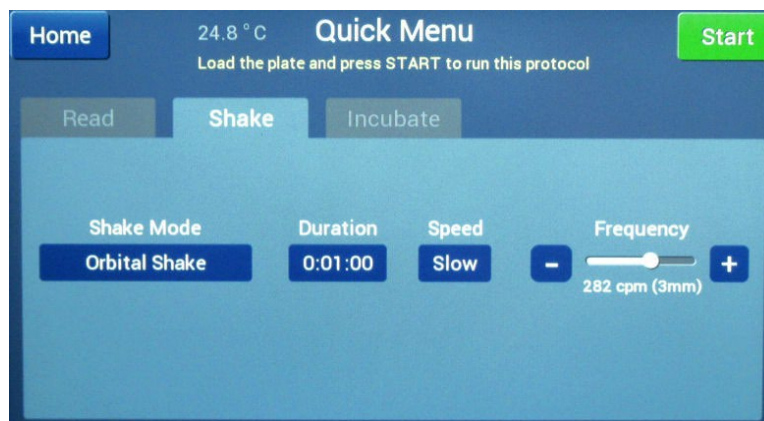 Home
24.8 °C
Quick Menu
Start
Load the plate and press START to run this protocol
Read
Shake
Incubate
Shake Mode
Duration
Speed
Frequency
Orbital Shake
0:01:00
Slow
-
+
282 cpm (3mm)